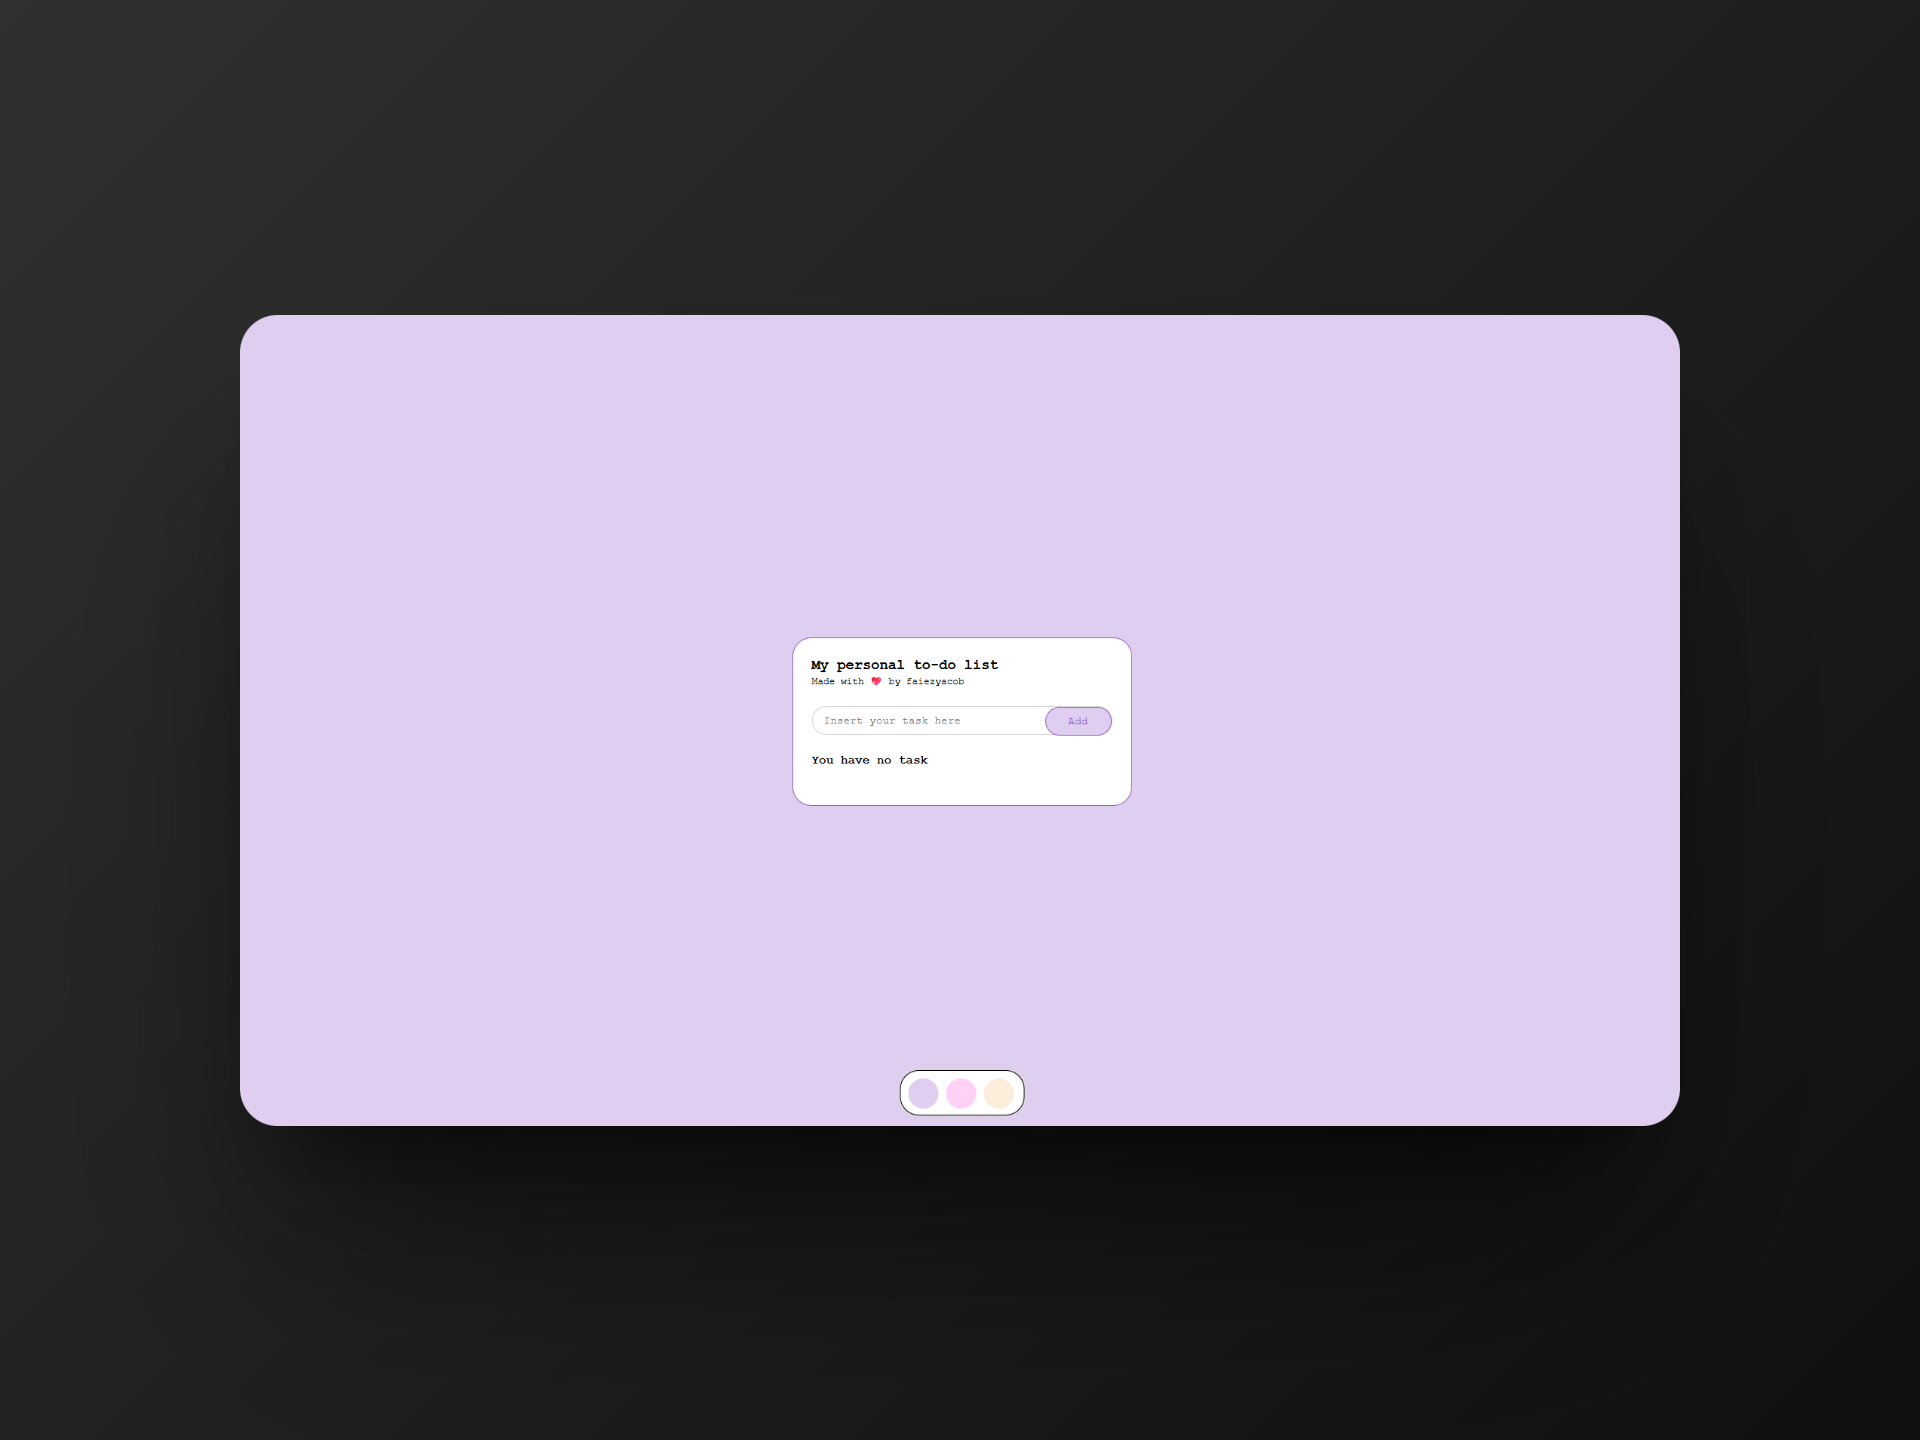 My personal to-do list
Made with 💖 by faiezyacob
Insert your task here
Add
You have no task